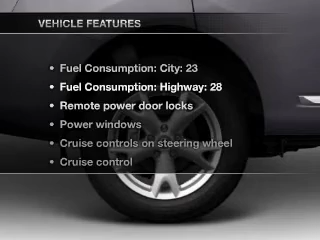 VEHICLE FEATURES
• Fuel Consumption: City: 23
• Fuel Consumption: Highway: 28
• Remote power door locks
• Power windows
• Cruise controls on steering wheel
• Cruise control